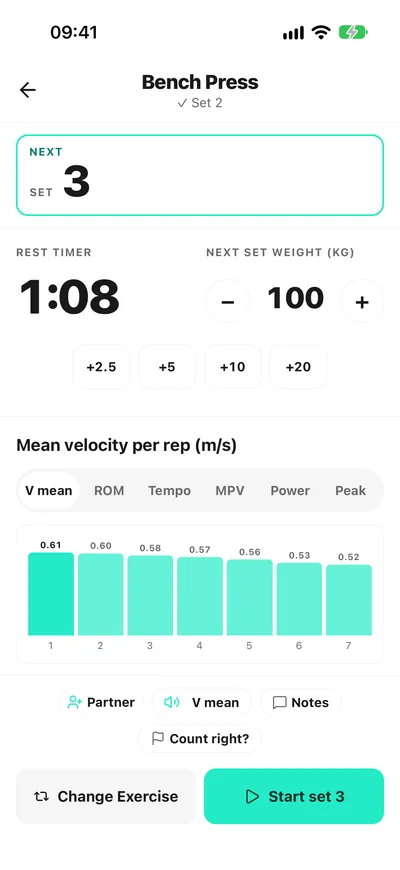 09:41
Bench Press
✓ Set 2
NEXT
SET 3
REST TIMER
1:08
NEXT SET WEIGHT (KG)
− 100 +
+2.5 +5 +10 +20
Mean velocity per rep (m/s)
V mean ROM Tempo MPV Power Peak
0.61 0.60 0.58 0.57 0.56 0.53 0.52
1 2 3 4 5 6 7
Partner V mean Notes
Count right?
Change Exercise Start set 3